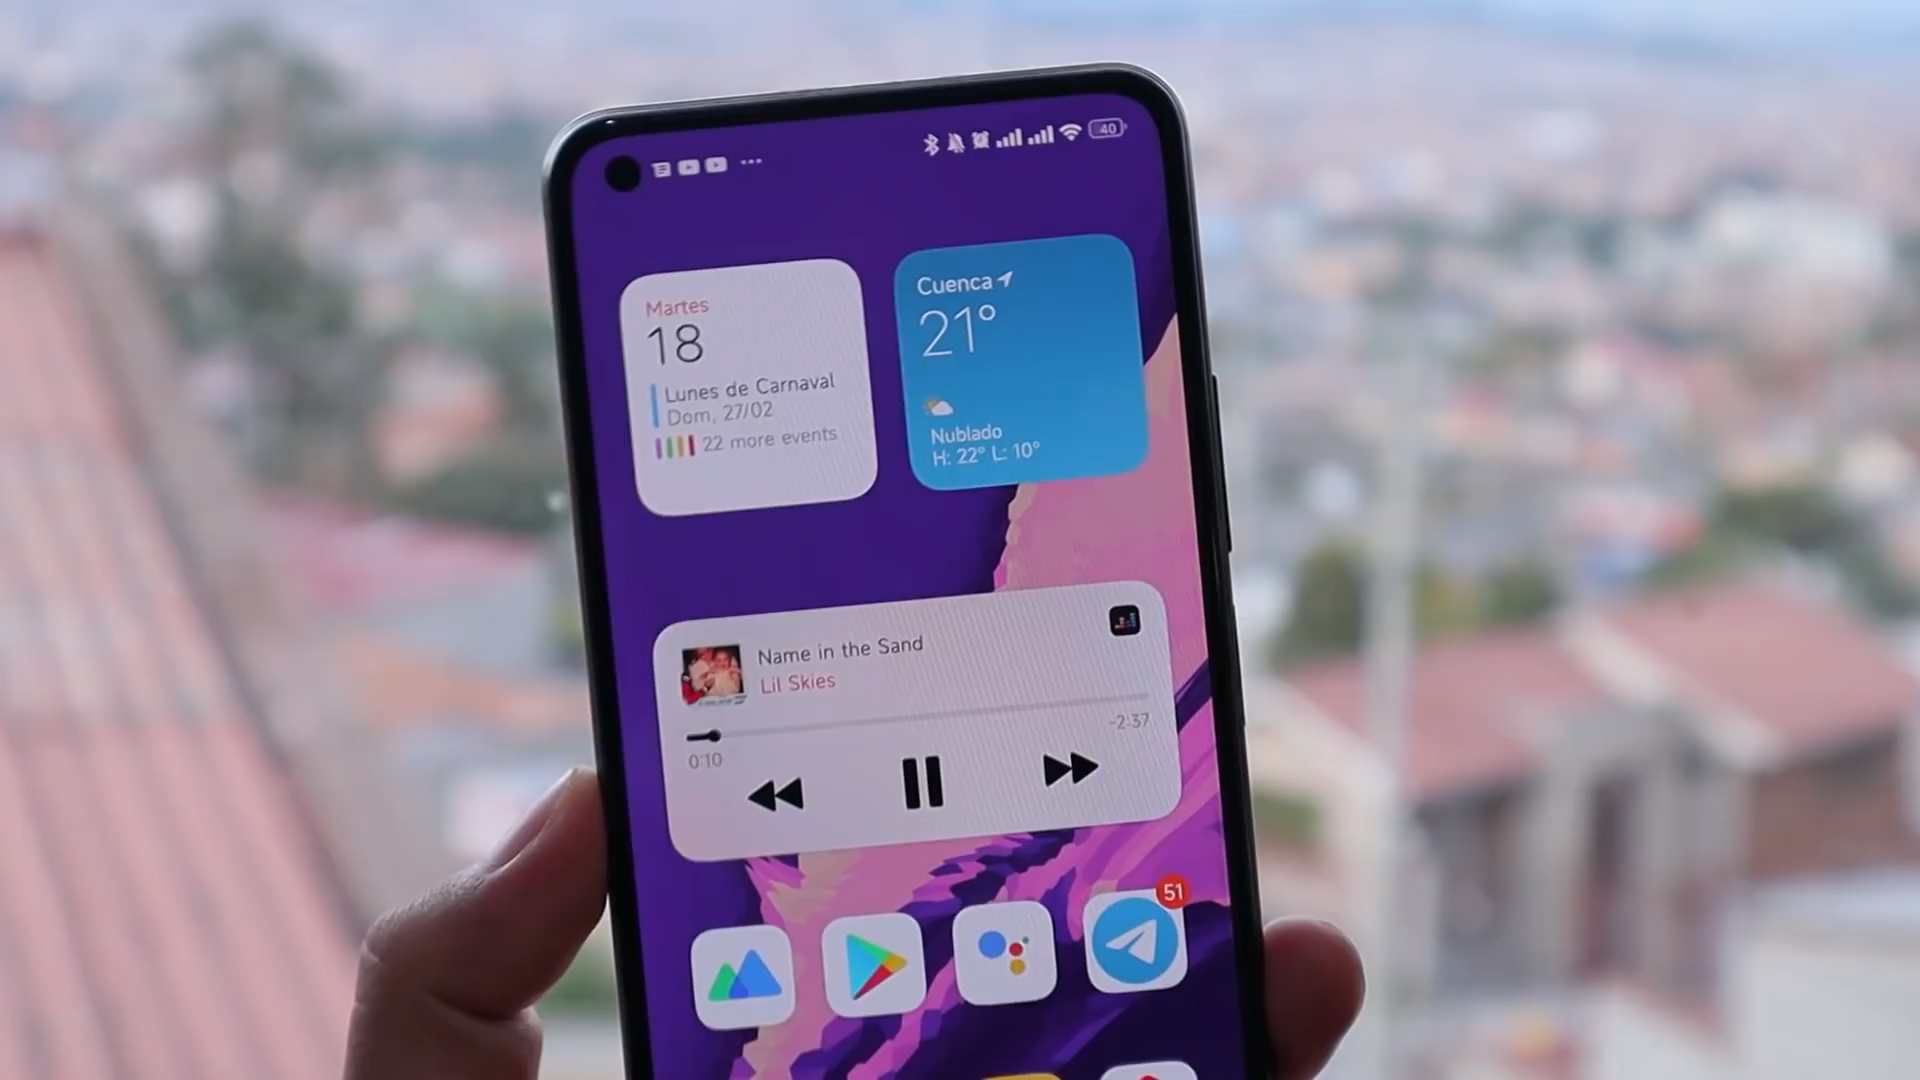 40
Martes
18
Lunes de Carnaval
Dom, 27/02
22 more events
Cuenca
21°
Nublado
H: 22° L: 10°
Name in the Sand
Lil Skies
0:10
-2:37
51